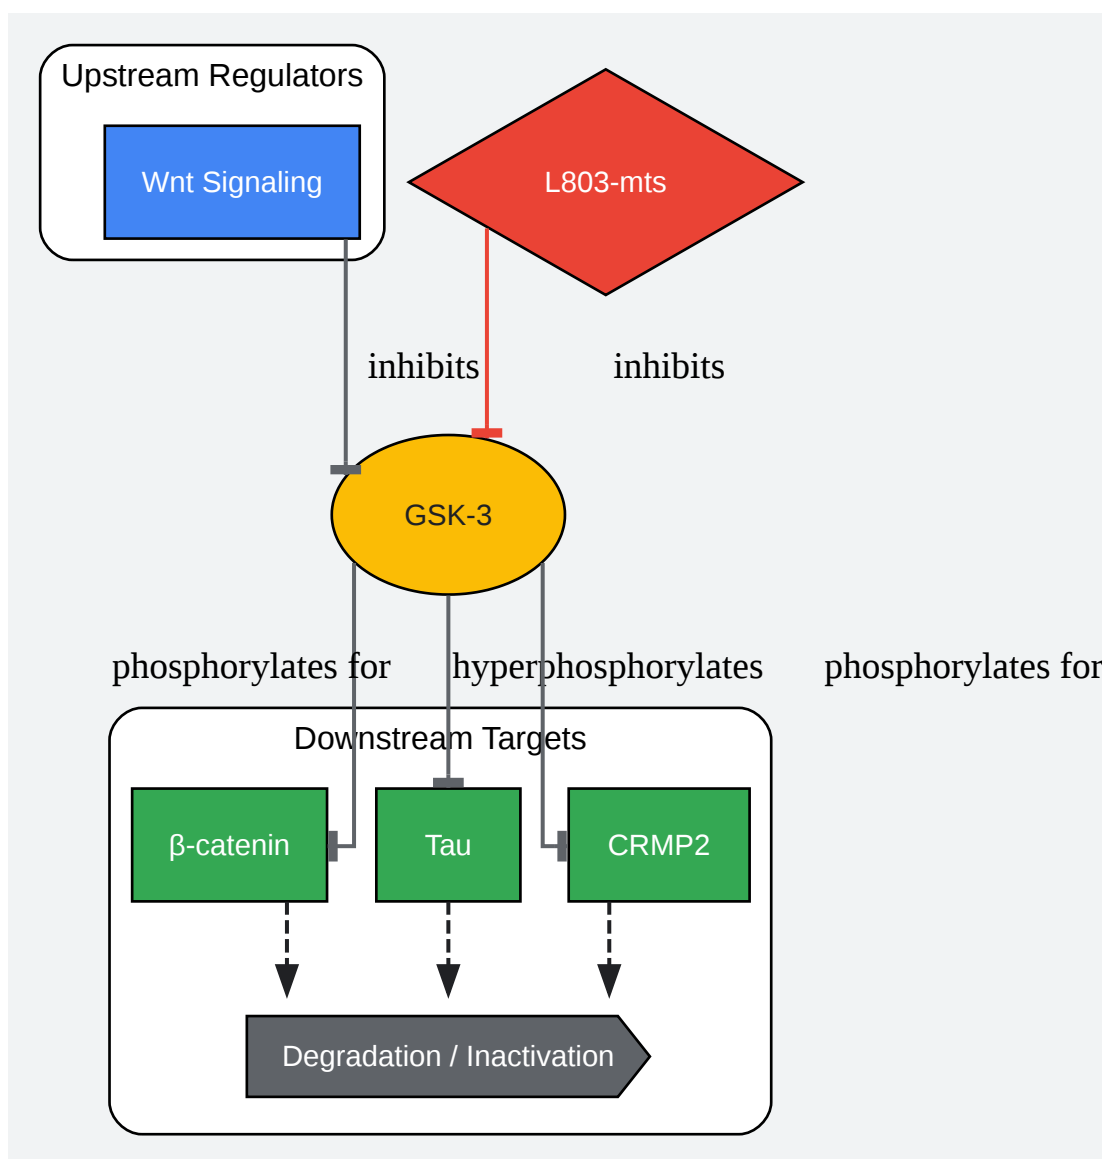 Upstream Regulators
Wnt Signaling
L803-mts
inhibits
inhibits
GSK-3
phosphorylates for
hyperphosphorylates
phosphorylates for
Downstream Targets
β-catenin
Tau
CRMP2
Degradation / Inactivation